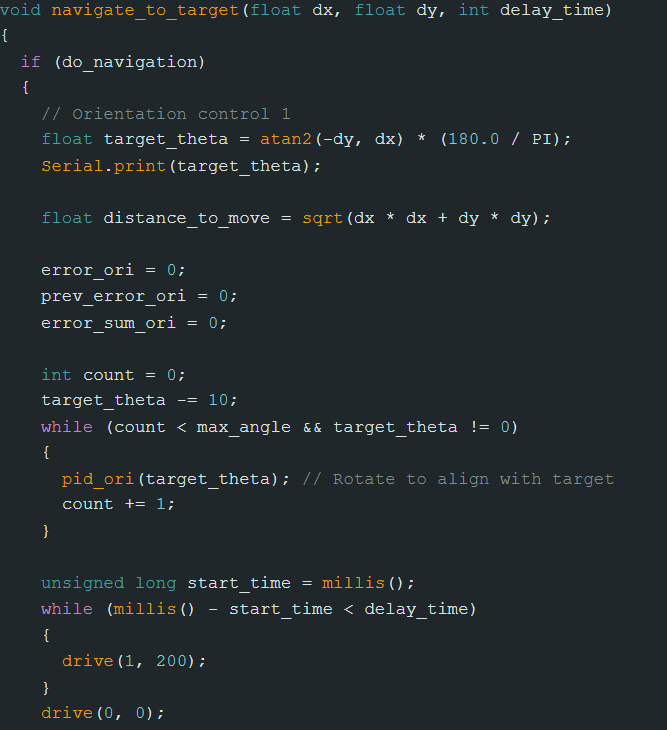 void navigate_to_target(float dx, float dy, int delay_time)
{
  if (do_navigation)
  {
    // Orientation control 1
    float target_theta = atan2(-dy, dx) * (180.0 / PI);
    Serial.print(target_theta);

    float distance_to_move = sqrt(dx * dx + dy * dy);

    error_ori = 0;
    prev_error_ori = 0;
    error_sum_ori = 0;

    int count = 0;
    target_theta -= 10;
    while (count < max_angle && target_theta != 0)
    {
      pid_ori(target_theta); // Rotate to align with target
      count += 1;
    }

    unsigned long start_time = millis();
    while (millis() - start_time < delay_time)
    {
      drive(1, 200);
    }
    drive(0, 0);